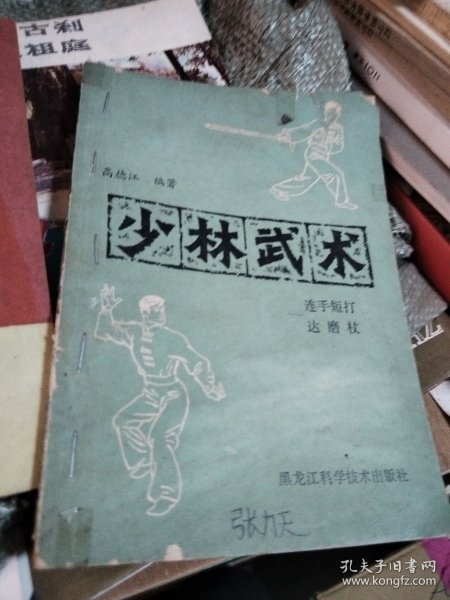 古刹
祖庭
高德江 编著
少林武术
连手短打
达磨杖
黑龙江科学技术出版社
张力天
孔夫子旧书网
www.kongfz.com